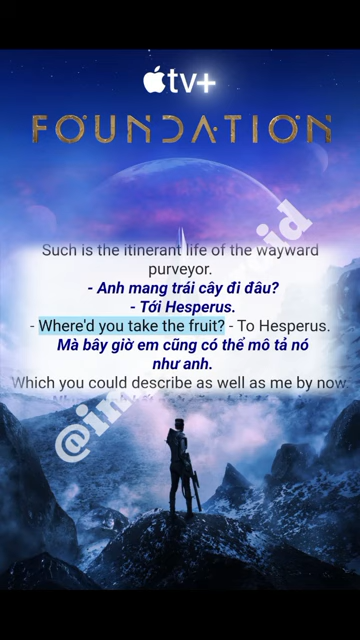 tv+
FOUNDATION
Such is the itinerant life of the wayward
purveyor.
- Anh mang trái cây đi đâu?
- Tới Hesperus.
- Where'd you take the fruit? - To Hesperus.
Mà bây giờ em cũng có thể mô tả nó
như anh.
Which you could describe as well as me by now